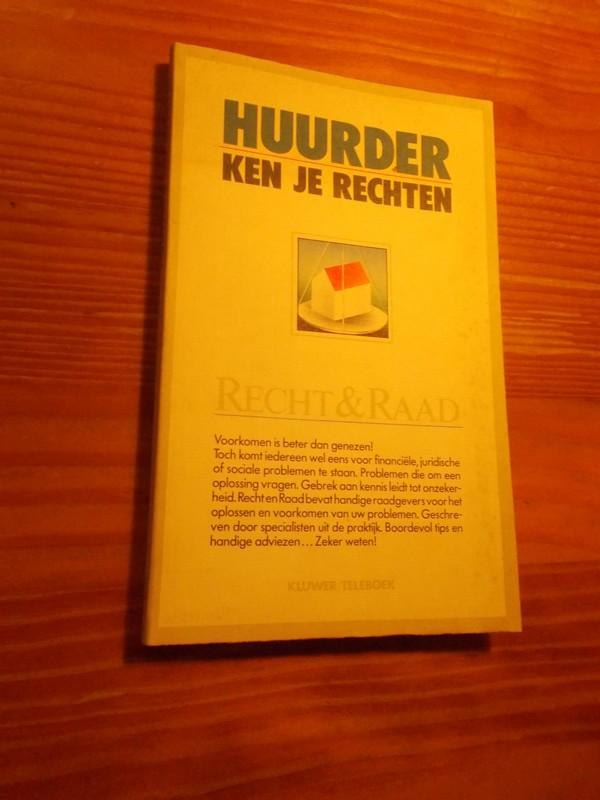 HUURDER
KEN JE RECHTEN
RECHT & RAAD
Voorkomen is beter dan genezen!
Toch komt iedereen wel eens voor financiële, juridische
of sociale problemen te staan. Problemen die om een
oplossing vragen. Gebrek aan kennis leidt tot onzeker-
heid. Recht en Raad bevat handige raadgevers voor het
oplossen en voorkomen van uw problemen. Geschre-
ven door specialisten uit de praktijk. Boordevol tips en
handige adviezen... Zeker weten!
KLUWER/TELEBOEK